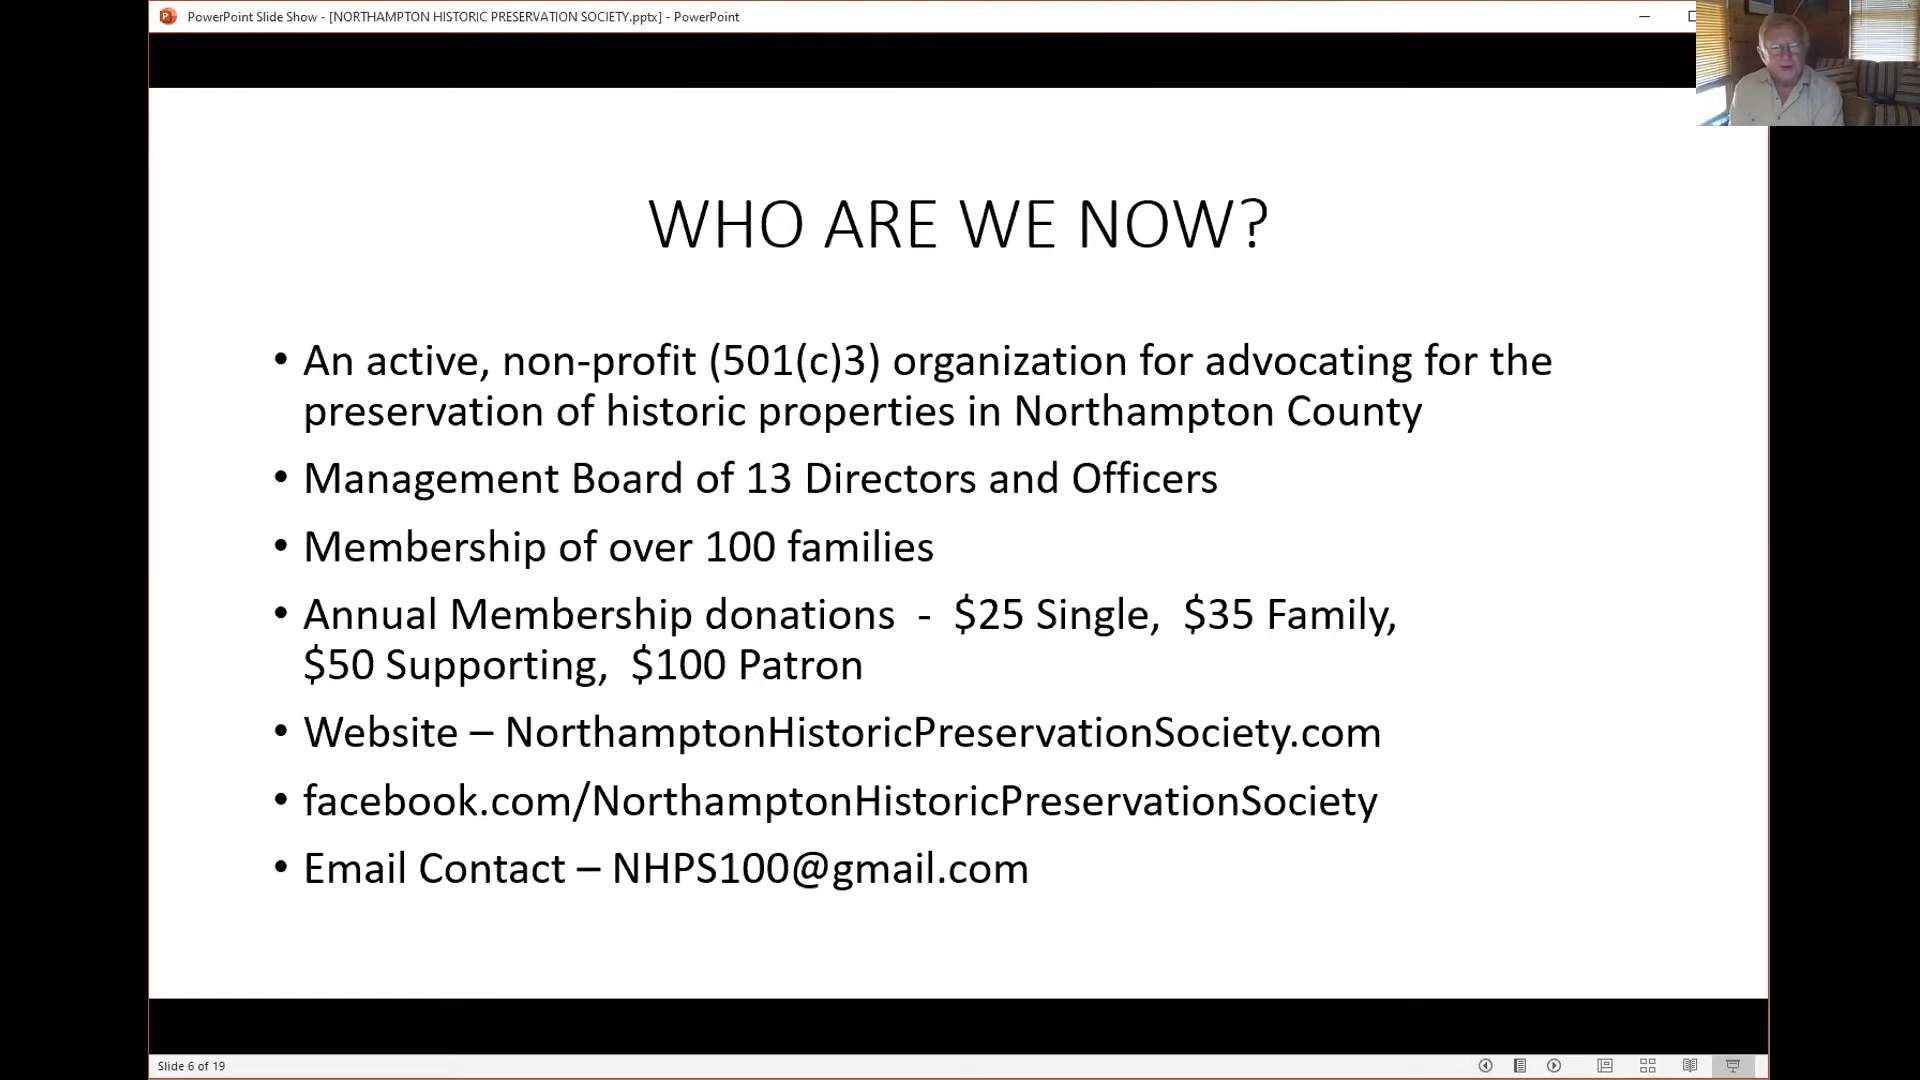 PowerPoint Slide Show - [NORTHAMPTON HISTORIC PRESERVATION SOCIETY.pptx] - PowerPoint
WHO ARE WE NOW?
• An active, non-profit (501(c)3) organization for advocating for the
preservation of historic properties in Northampton County
• Management Board of 13 Directors and Officers
• Membership of over 100 families
• Annual Membership donations - $25 Single, $35 Family,
$50 Supporting, $100 Patron
• Website – NorthamptonHistoricPreservationSociety.com
• facebook.com/NorthamptonHistoricPreservationSociety
• Email Contact – NHPS100@gmail.com
Slide 6 of 19